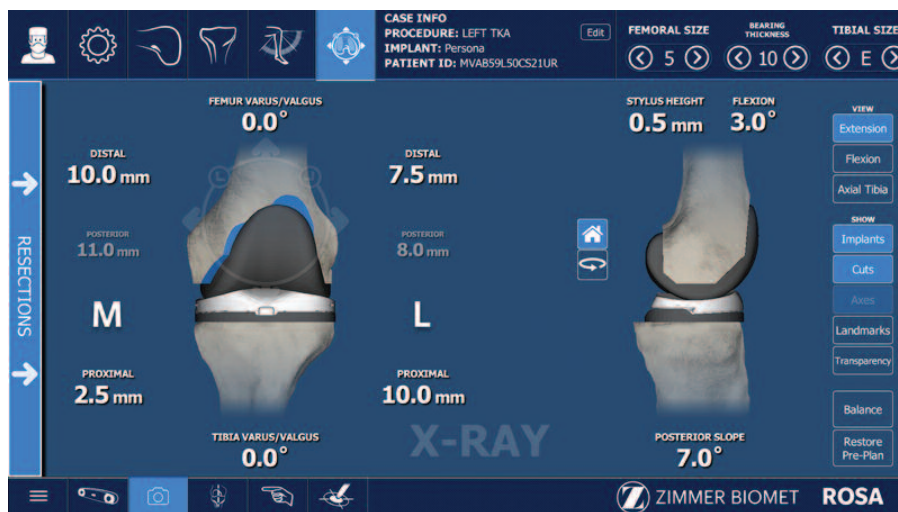 CASE INFO
PROCEDURE: LEFT TKA
IMPLANT: Persona
PATIENT ID: MVAB59L50CS21UR
Edit
FEMORAL SIZE
5
BEARING
THICKNESS
10
TIBIAL SIZE
E
FEMUR VARUS/VALGUS
0.0°
DISTAL
10.0 mm
DISTAL
7.5 mm
POSTERIOR
11.0 mm
POSTERIOR
8.0 mm
M
L
PROXIMAL
2.5 mm
PROXIMAL
10.0 mm
TIBIA VARUS/VALGUS
0.0°
RESECTIONS
X-RAY
STYLUS HEIGHT
0.5 mm
FLEXION
3.0°
POSTERIOR SLOPE
7.0°
VIEW
Extension
Flexion
Axial Tibia
SHOW
Implants
Cuts
Axes
Landmarks
Transparency
Balance
Restore
Pre-Plan
Z ZIMMER BIOMET
ROSA